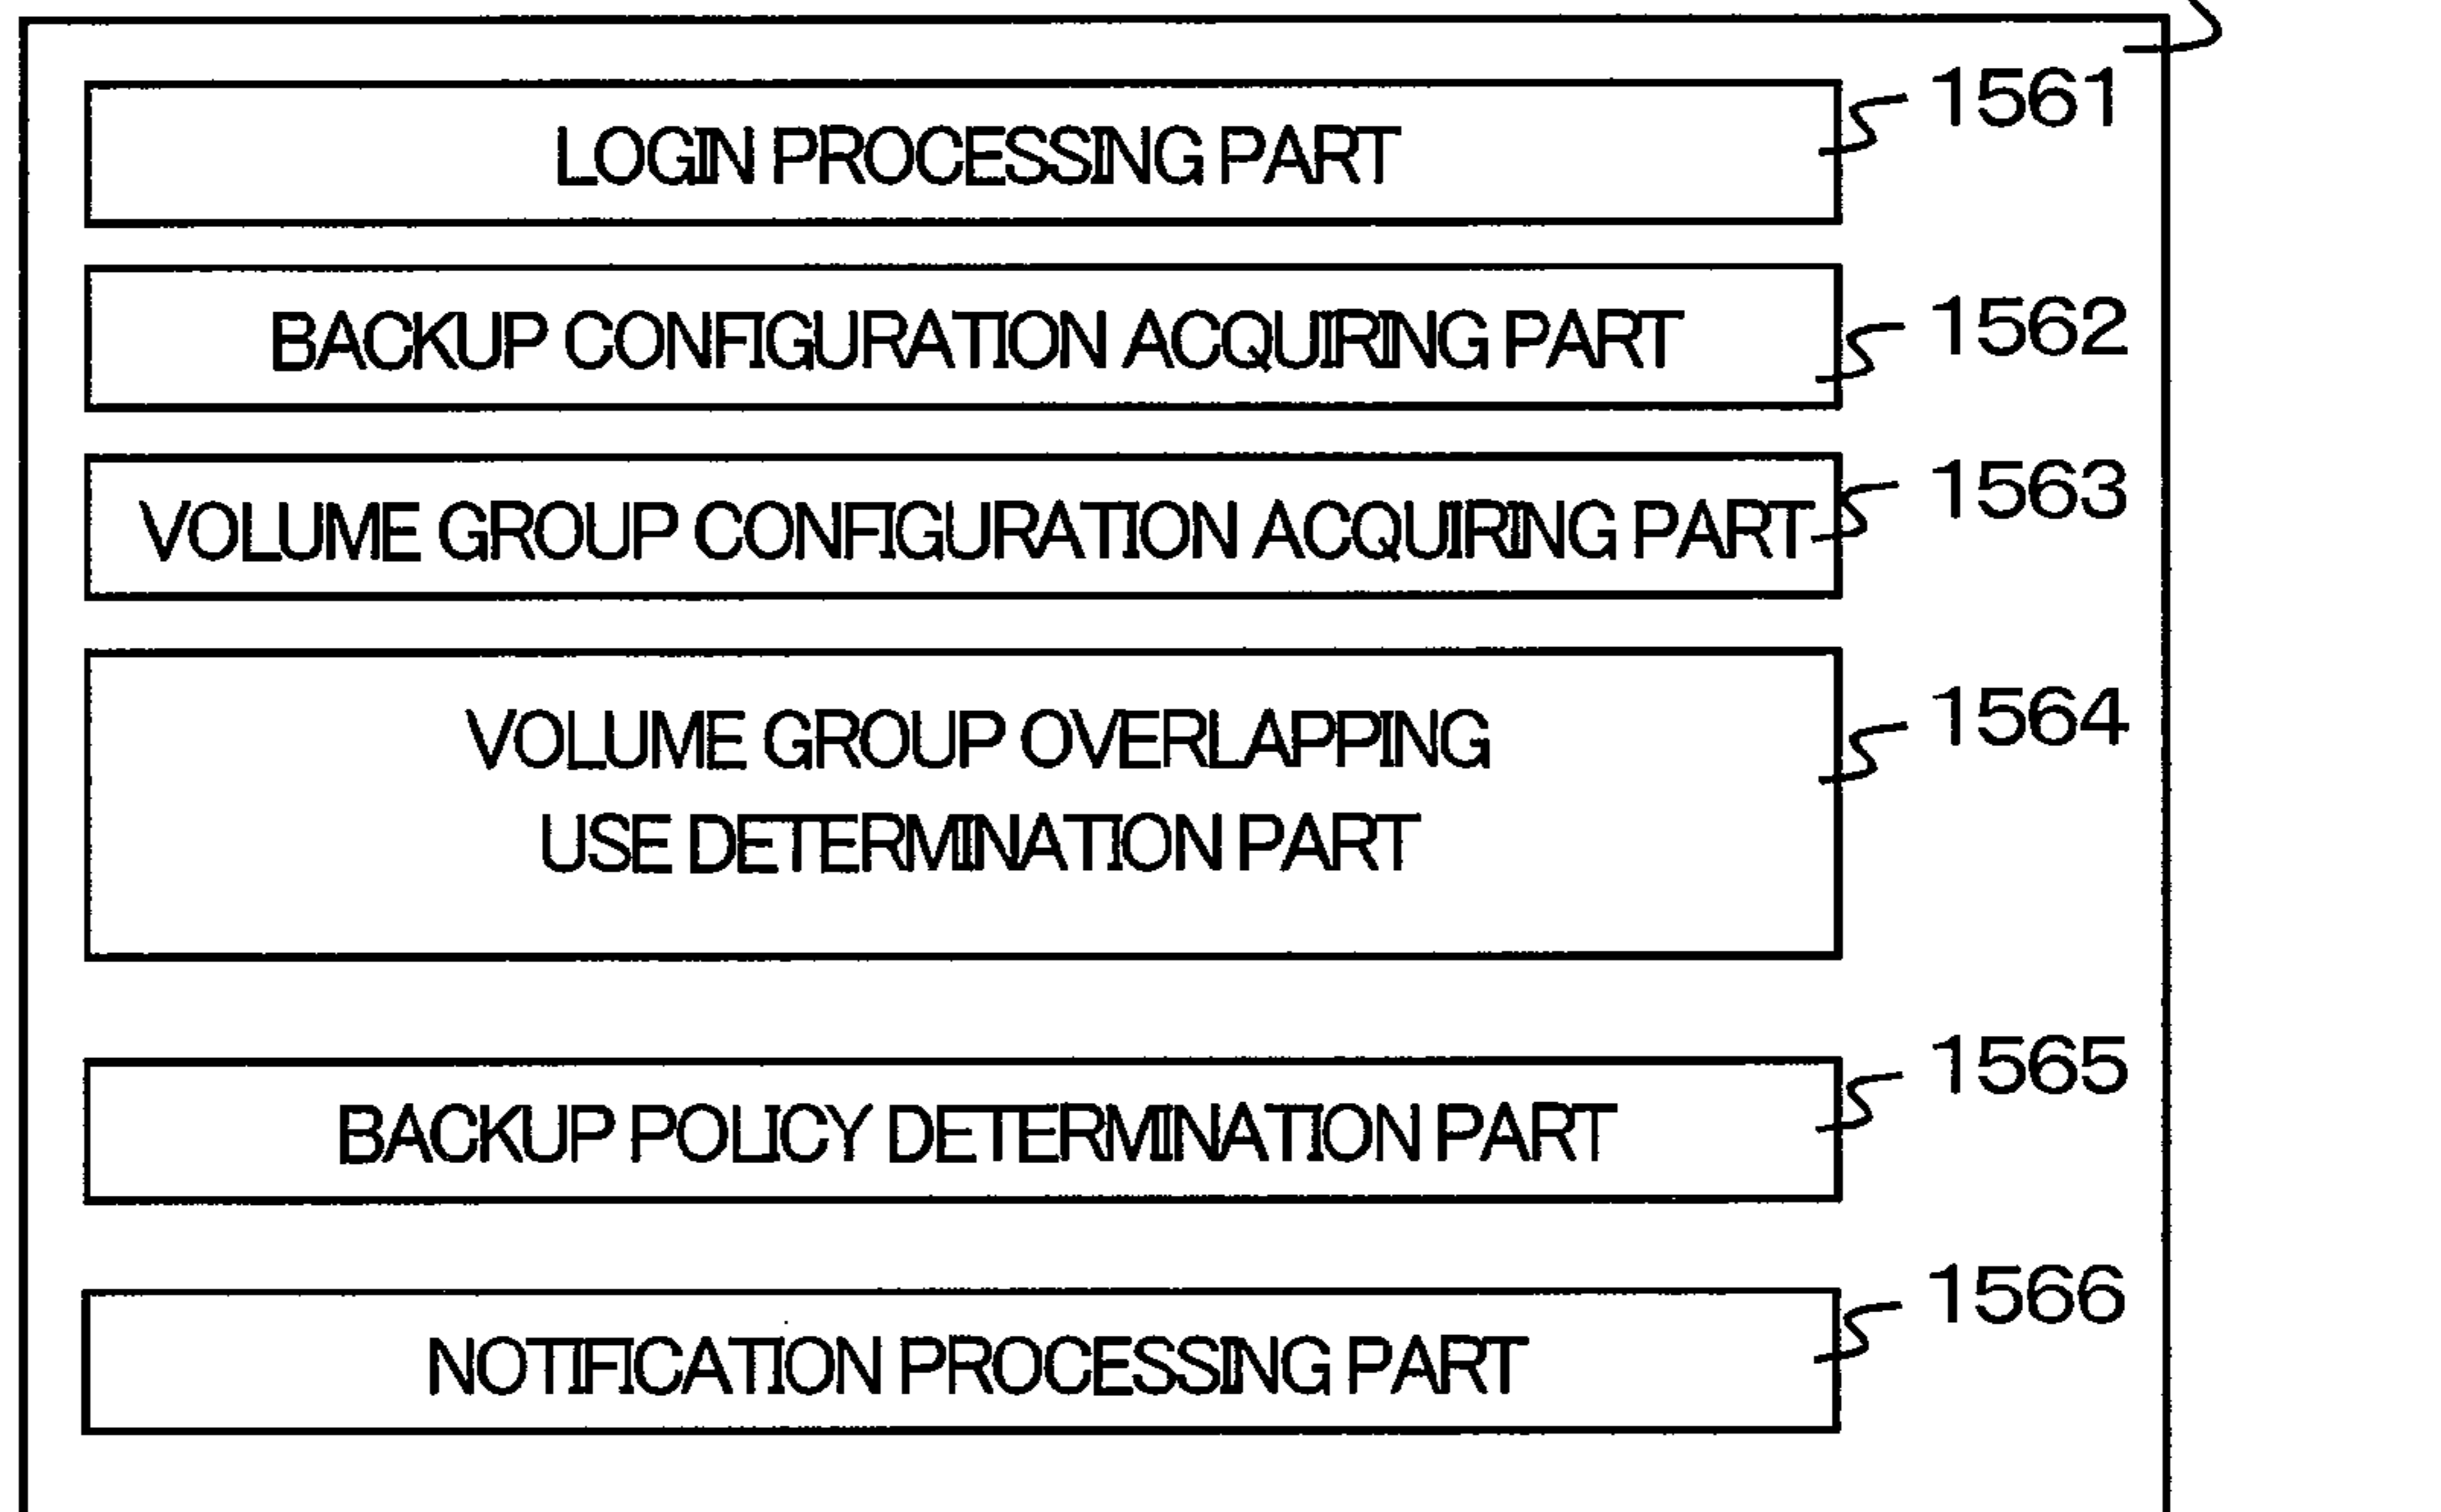 LOGIN PROCESSING PART
1561
BACKUP CONFIGURATION ACQUIRING PART
1562
VOLUME GROUP CONFIGURATION ACQUIRING PART
1563
VOLUME GROUP OVERLAPPING
USE DETERMINATION PART
1564
BACKUP POLICY DETERMINATION PART
1565
NOTIFICATION PROCESSING PART
1566